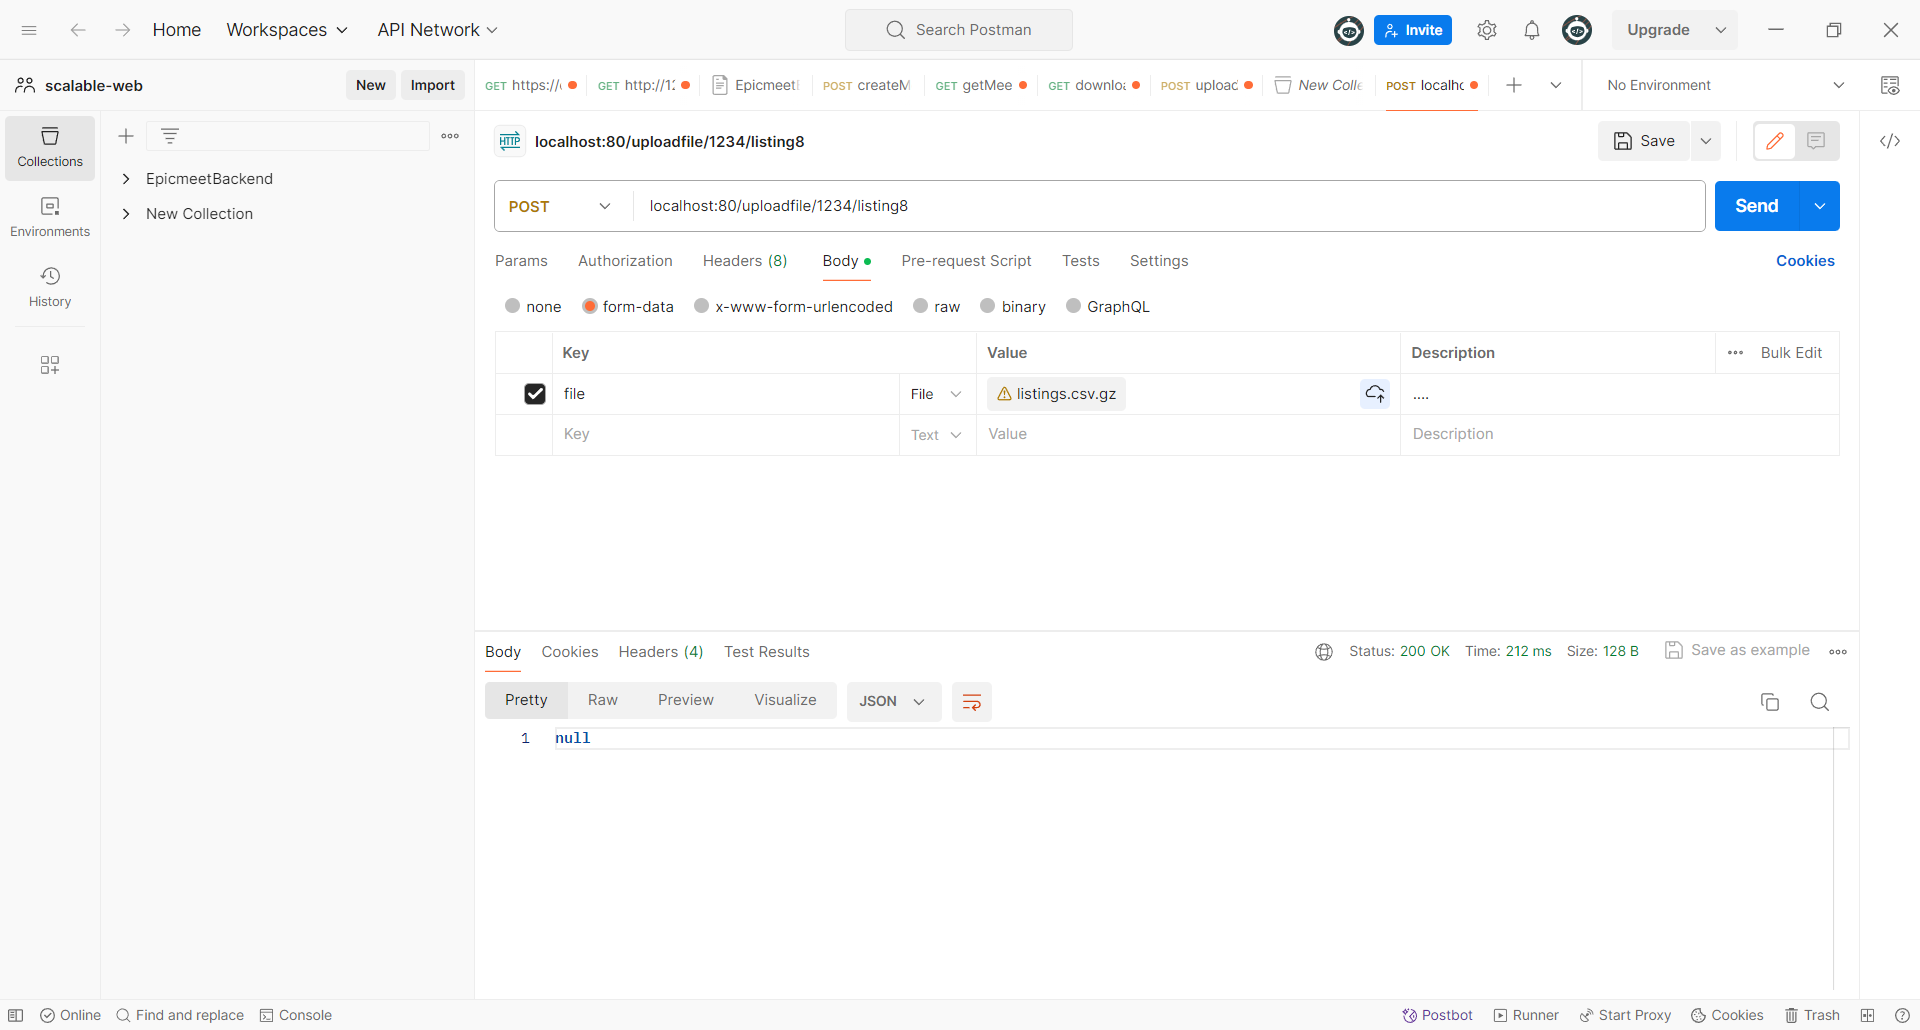 Home Workspaces API Network Search Postman Invite Upgrade
scalable-web New Import GET https:// GET http://12 Epicmeet POST createM GET getMee GET downloa POST upload New Colle POST localho No Environment
Collections
Environments
History
EpicmeetBackend
New Collection
HTTP localhost:80/uploadfile/1234/listing8 Save
POST localhost:80/uploadfile/1234/listing8 Send
Params Authorization Headers (8) Body Pre-request Script Tests Settings Cookies
none form-data x-www-form-urlencoded raw binary GraphQL
Key Value Description Bulk Edit
file File listings.csv.gz ....
Key Text Value Description
Body Cookies Headers (4) Test Results Status: 200 OK Time: 212 ms Size: 128 B Save as example
Pretty Raw Preview Visualize JSON
1 null
Online Find and replace Console Postbot Runner Start Proxy Cookies Trash